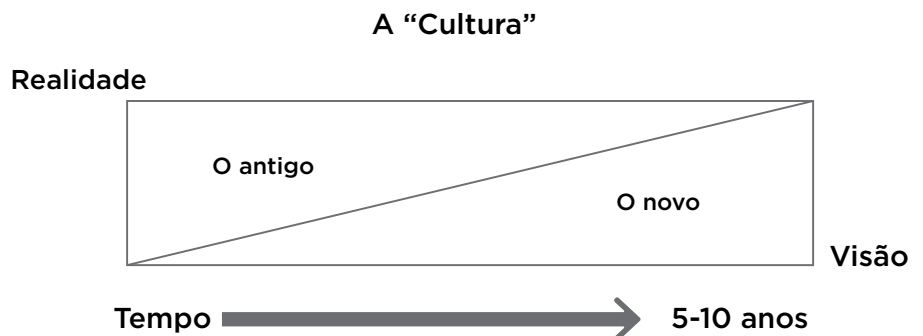 A “Cultura”
Realidade
O antigo
O novo
Visão
Tempo
5-10 anos